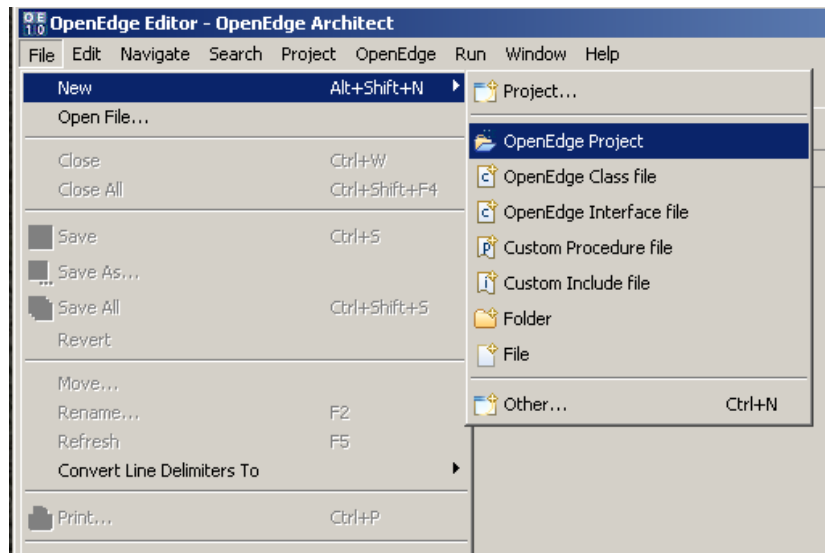 OE
10 OpenEdge Editor - OpenEdge Architect
File Edit Navigate Search Project OpenEdge Run Window Help
New Alt+Shift+N
Open File...
Close Ctrl+W
Close All Ctrl+Shift+F4
Save Ctrl+S
Save As...
Save All Ctrl+Shift+S
Revert
Move...
Rename... F2
Refresh F5
Convert Line Delimiters To
Print... Ctrl+P
Project...
OpenEdge Project
OpenEdge Class file
OpenEdge Interface file
Custom Procedure file
Custom Include file
Folder
File
Other... Ctrl+N